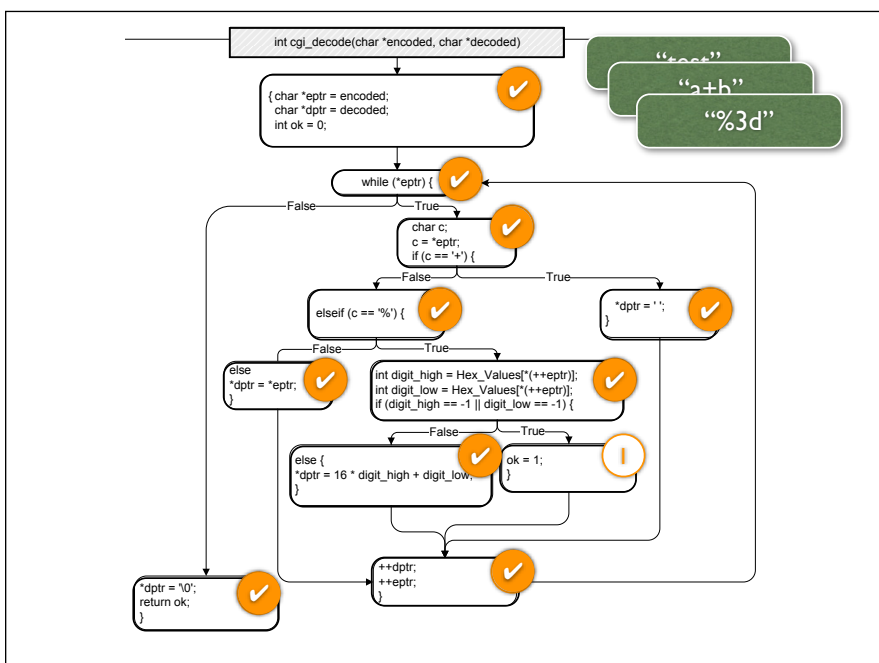 int cgi_decode(char *encoded, char *decoded)
“test”
“a+b”
“%3d”
{ char *eptr = encoded;
char *dptr = decoded;
int ok = 0;
while (*eptr) {
False
True
char c;
c = *eptr;
if (c == '+') {
False
True
elseif (c == '%') {
*dptr = ' ';
}
False
True
else
*dptr = *eptr;
}
int digit_high = Hex_Values[*(++eptr)];
int digit_low = Hex_Values[*(++eptr)];
if (digit_high == -1 || digit_low == -1) {
False
True
else {
*dptr = 16 * digit_high + digit_low;
}
ok = 1;
}
++dptr;
++eptr;
}
*dptr = '\0';
return ok;
}